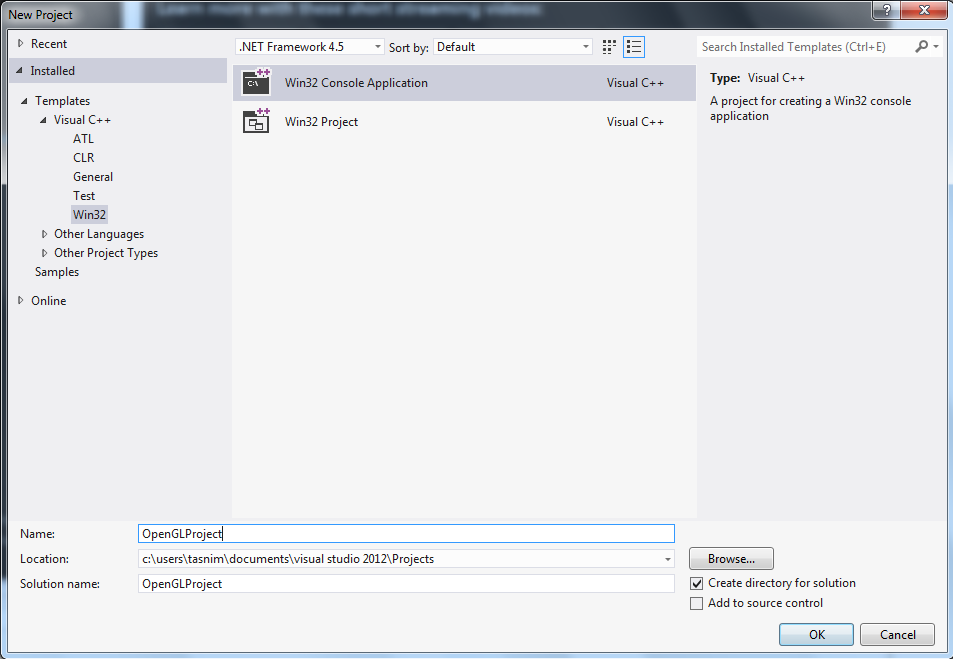 Learn more with these short streaming videos:
New Project
?
Recent
Installed
Templates
Visual C++
ATL
CLR
General
Test
Win32
Other Languages
Other Project Types
Samples
Online
.NET Framework 4.5
Sort by: Default
Win32 Console Application Visual C++
C:\
Win32 Project Visual C++
Search Installed Templates (Ctrl+E)
Type: Visual C++
A project for creating a Win32 console
application
Name: OpenGLProject
Location: c:\users\tasnim\documents\visual studio 2012\Projects
Browse...
Solution name: OpenGLProject
Create directory for solution
Add to source control
OK Cancel